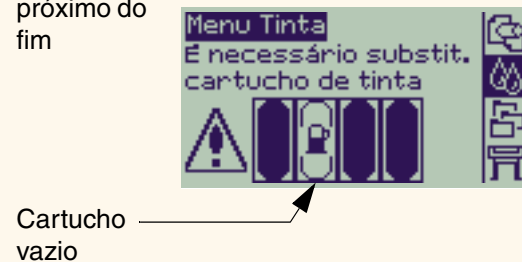 próximo do
fim
Menu Tinta
É necessário substit.
cartucho de tinta
Cartucho
vazio